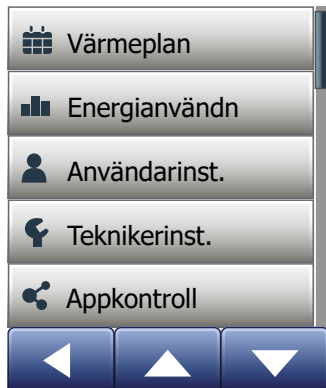 Värmeplan
Energianvändn
Användarinst.
Teknikerinst.
Appkontroll